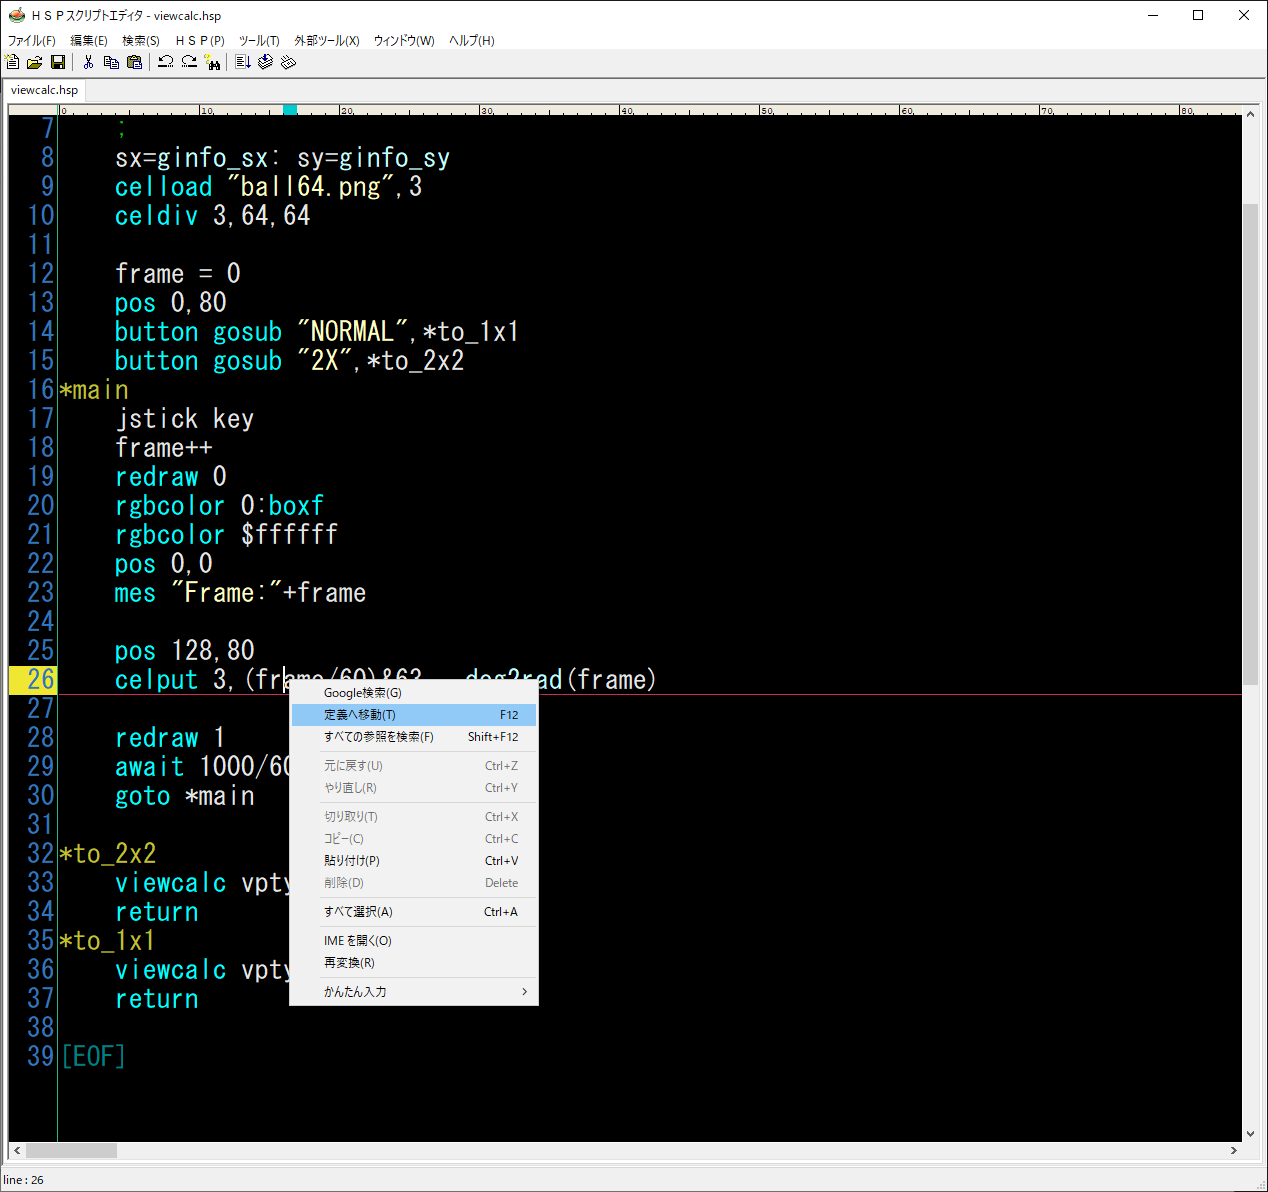 ＨＳＰスクリプトエディタ - viewcalc.hsp
ファイル(F) 編集(E) 検索(S) ＨＳＰ(P) ツール(T) 外部ツール(X) ウィンドウ(W) ヘルプ(H)
viewcalc.hsp
0 10 20 30 40 50 60 70 80
7 ;
8 sx=ginfo_sx: sy=ginfo_sy
9 celload "ball64.png",3
10 celdiv 3,64,64
11
12 frame = 0
13 pos 0,80
14 button gosub "NORMAL",*to_1x1
15 button gosub "2X",*to_2x2
16 *main
17 jstick key
18 frame++
19 redraw 0
20 rgbcolor 0:boxf
21 rgbcolor $ffffff
22 pos 0,0
23 mes "Frame:"+frame
24
25 pos 128,80
26 celput 3,(frame/60)&63 deg2rad(frame)
27
28 redraw 1
29 await 1000/60
30 goto *main
31
32 *to_2x2
33 viewcalc vpty
34 return
35 *to_1x1
36 viewcalc vpty
37 return
38
39 [EOF]
Google検索(G)
定義へ移動(T) F12
すべての参照を検索(F) Shift+F12
元に戻す(U) Ctrl+Z
やり直し(R) Ctrl+Y
切り取り(T) Ctrl+X
コピー(C) Ctrl+C
貼り付け(P) Ctrl+V
削除(D) Delete
すべて選択(A) Ctrl+A
IME を開く(O)
再変換(R)
かんたん入力
line : 26